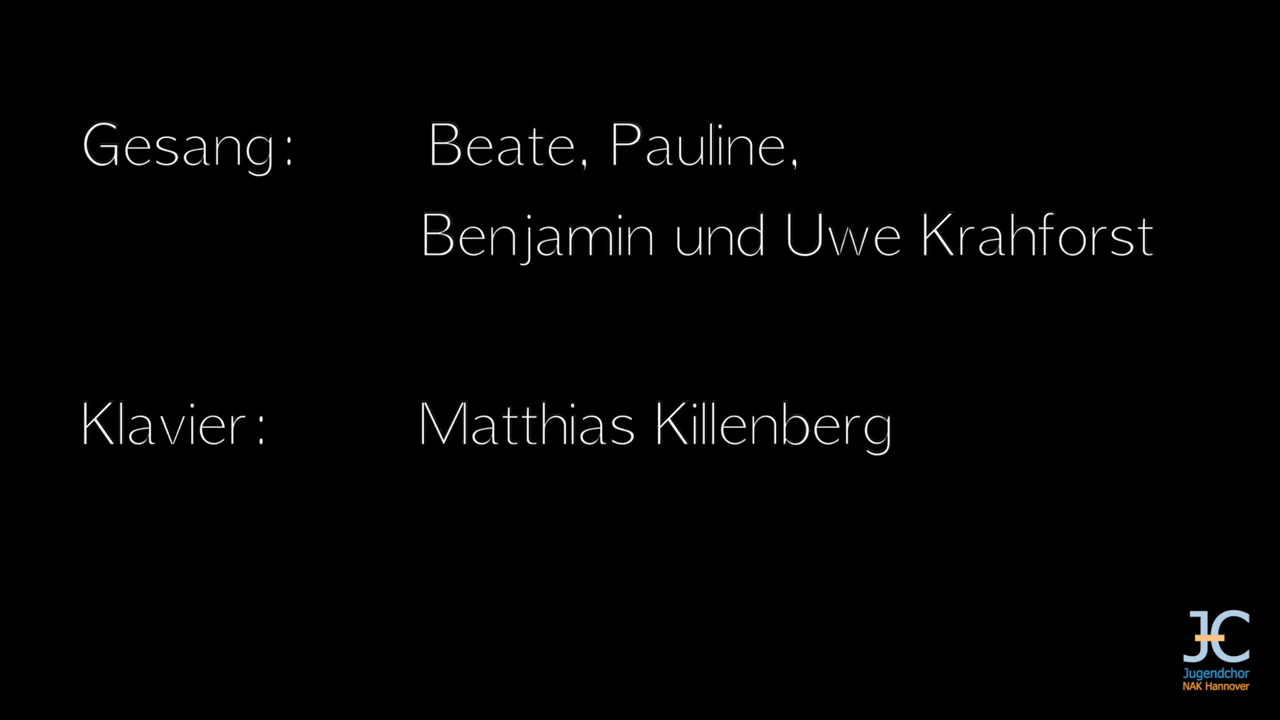 Gesang: Beate, Pauline,
Benjamin und Uwe Krahforst
Klavier: Matthias Killenberg
JC
Jugendchor
NAK Hannover